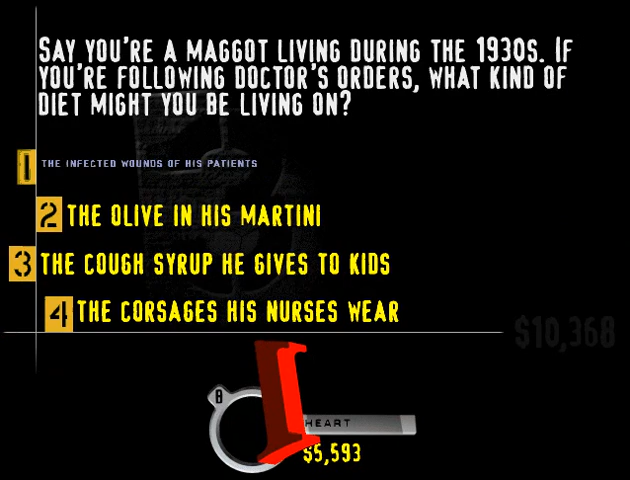 SAY YOU'RE A MAGGOT LIVING DURING THE 1930S. IF
YOU'RE FOLLOWING DOCTOR'S ORDERS, WHAT KIND OF
DIET MIGHT YOU BE LIVING ON?
1 THE INFECTED WOUNDS OF HIS PATIENTS
2 THE OLIVE IN HIS MARTINI
3 THE COUGH SYRUP HE GIVES TO KIDS
4 THE CORSAGES HIS NURSES WEAR
$10,368
8
I
HEART
$5,593